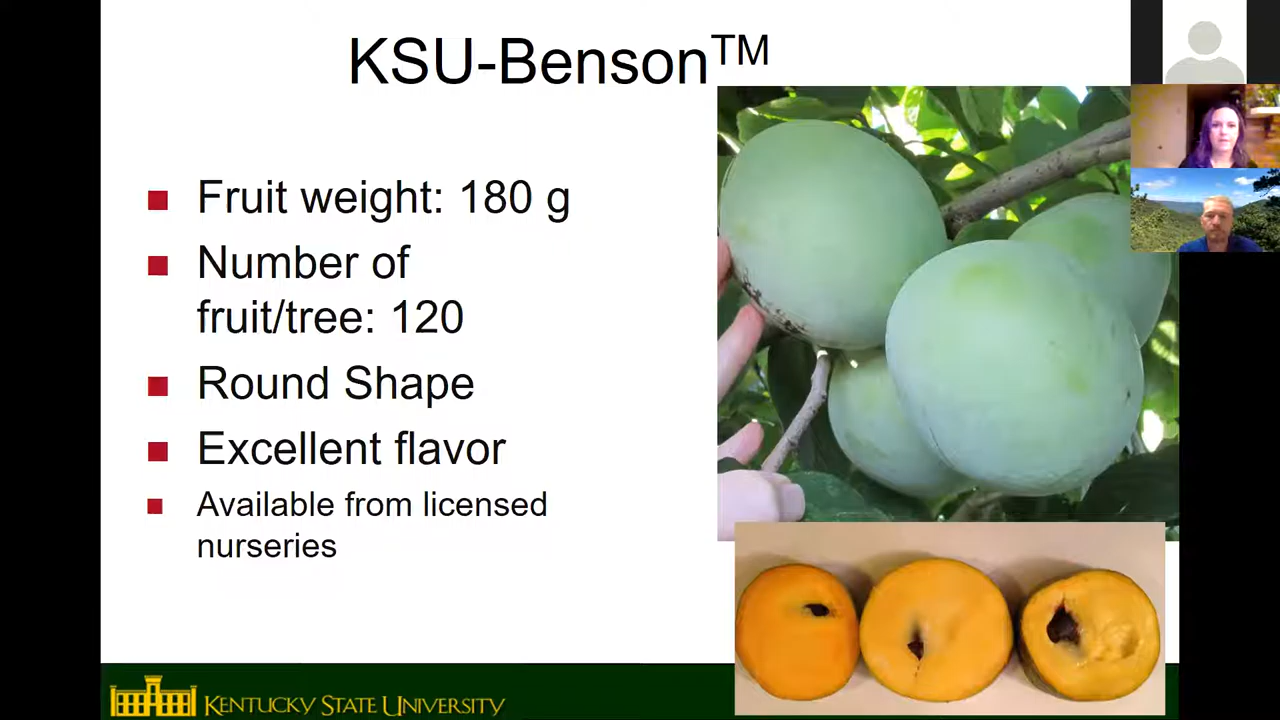 KSU-Benson™
Fruit weight: 180 g
Number of
fruit/tree: 120
Round Shape
Excellent flavor
Available from licensed
nurseries
KENTUCKY STATE UNIVERSITY